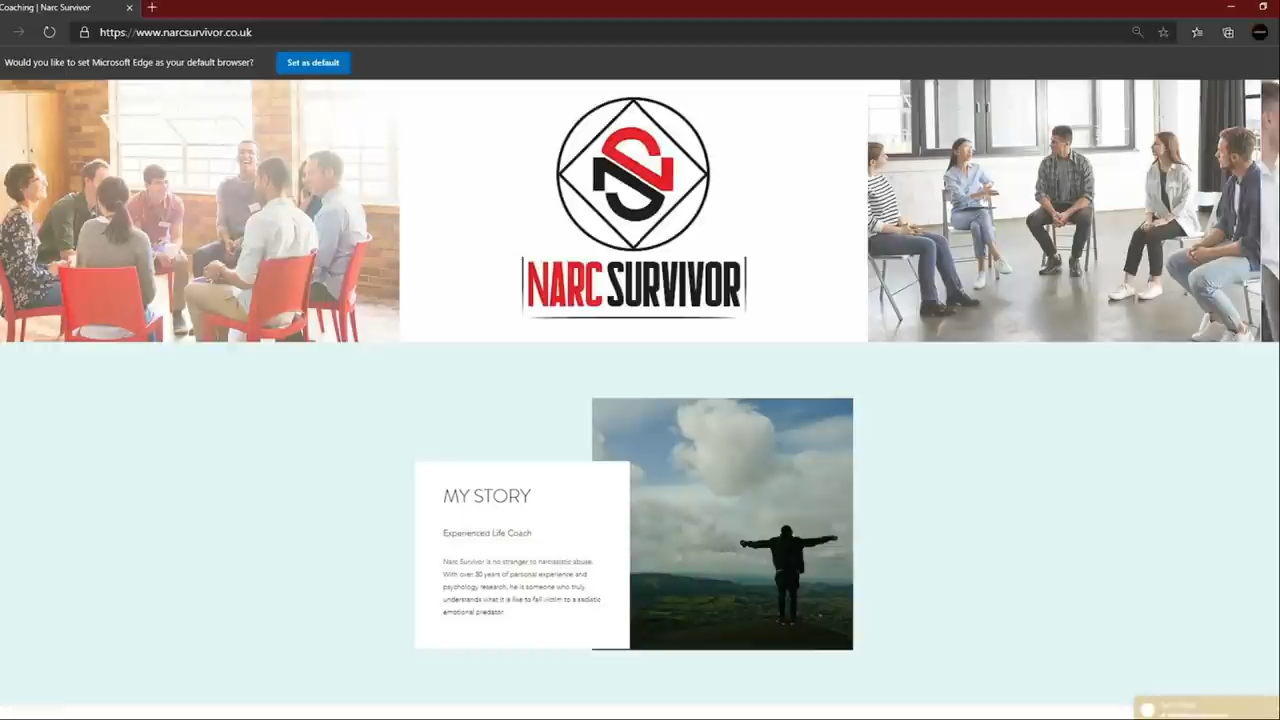 Coaching | Narc Survivor
https://www.narcsurvivor.co.uk
Would you like to set Microsoft Edge as your default browser?
Set as default
NARC SURVIVOR
MY STORY
Experienced Life Coach
Narc Survivor is no stranger to narcissistic abuse.
With over 30 years of personal experience and
psychology research, he is someone who truly
understands what it is like to fall victim to a sadistic
emotional predator.